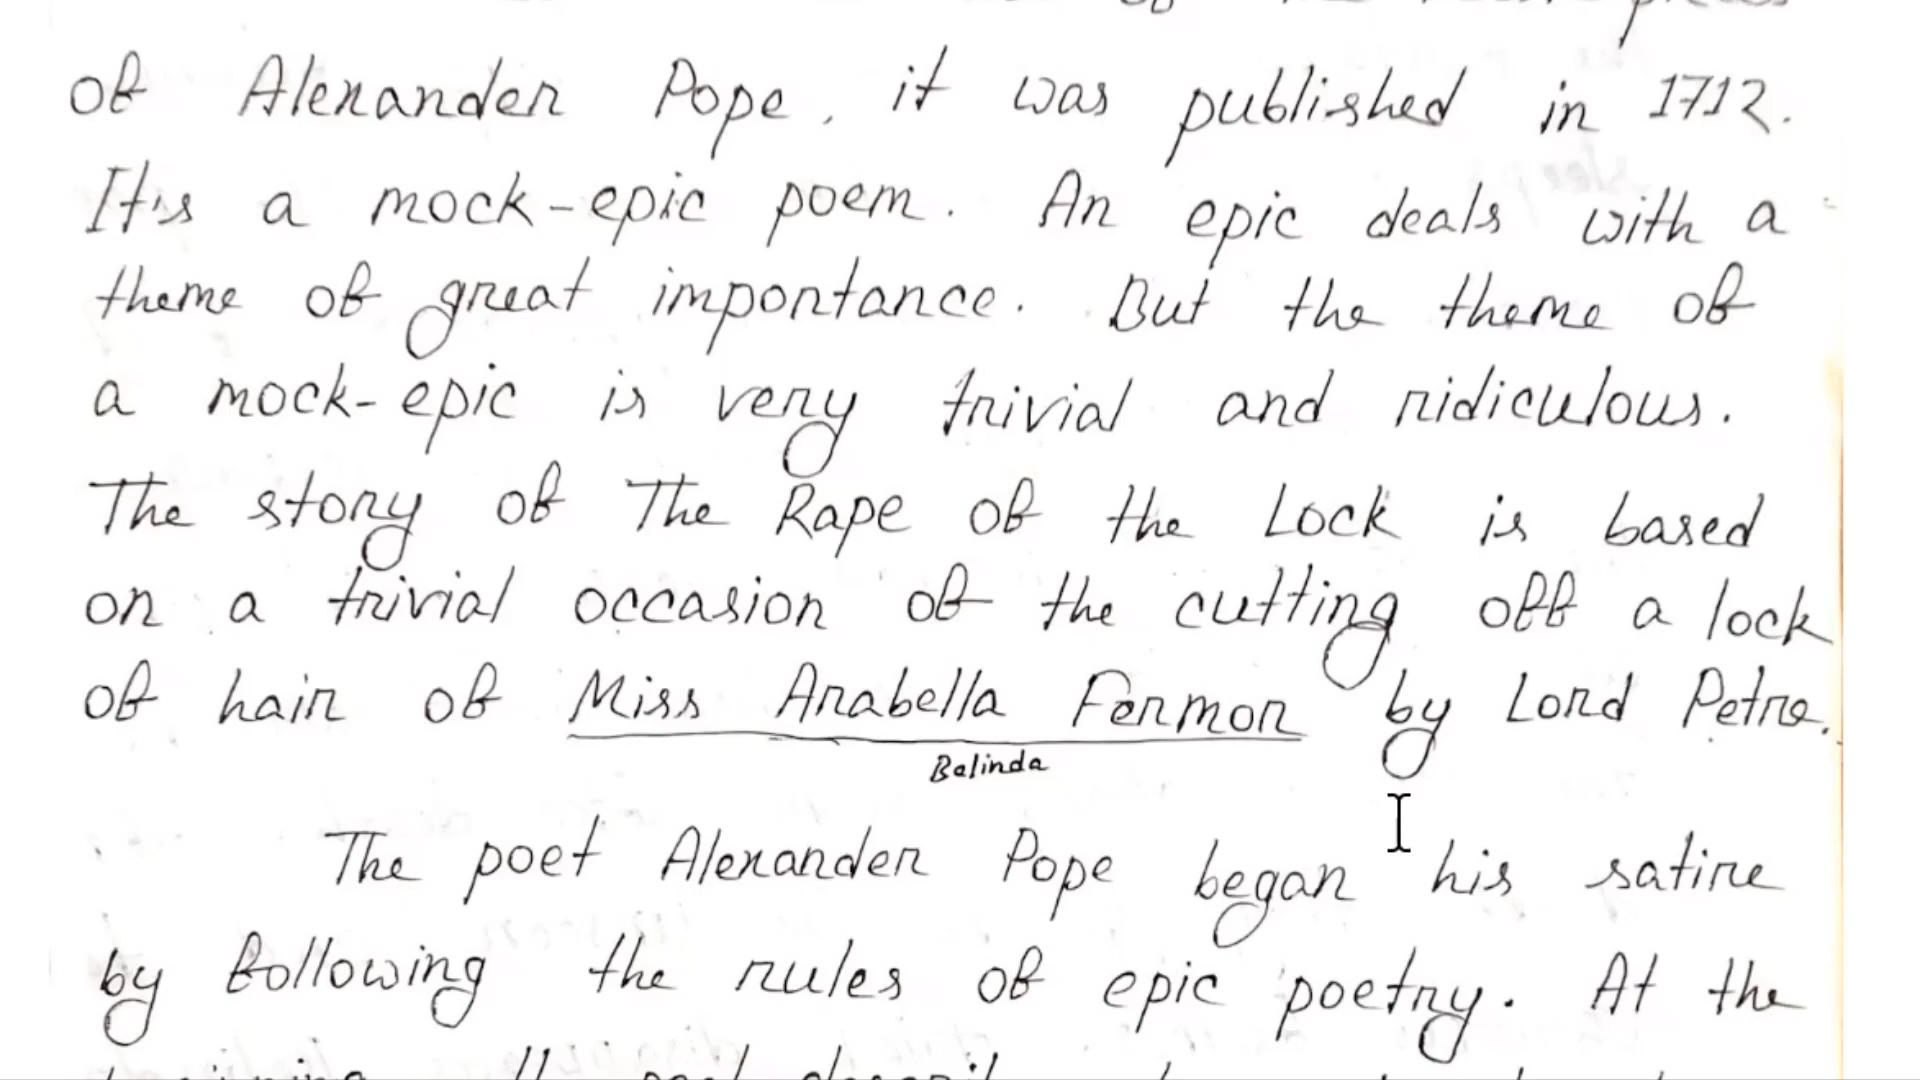 of Alexander Pope, it was published in 1712.
It's a mock-epic poem. An epic deals with a
theme of great importance. But the theme of
a mock-epic is very trivial and ridiculous.
The story of The Rape of the Lock is based
on a trivial occasion of the cutting off a lock
of hair of Miss Arabella Fermor by Lord Petre.
Belinda
The poet Alexander Pope began his satire
by following the rules of epic poetry. At the